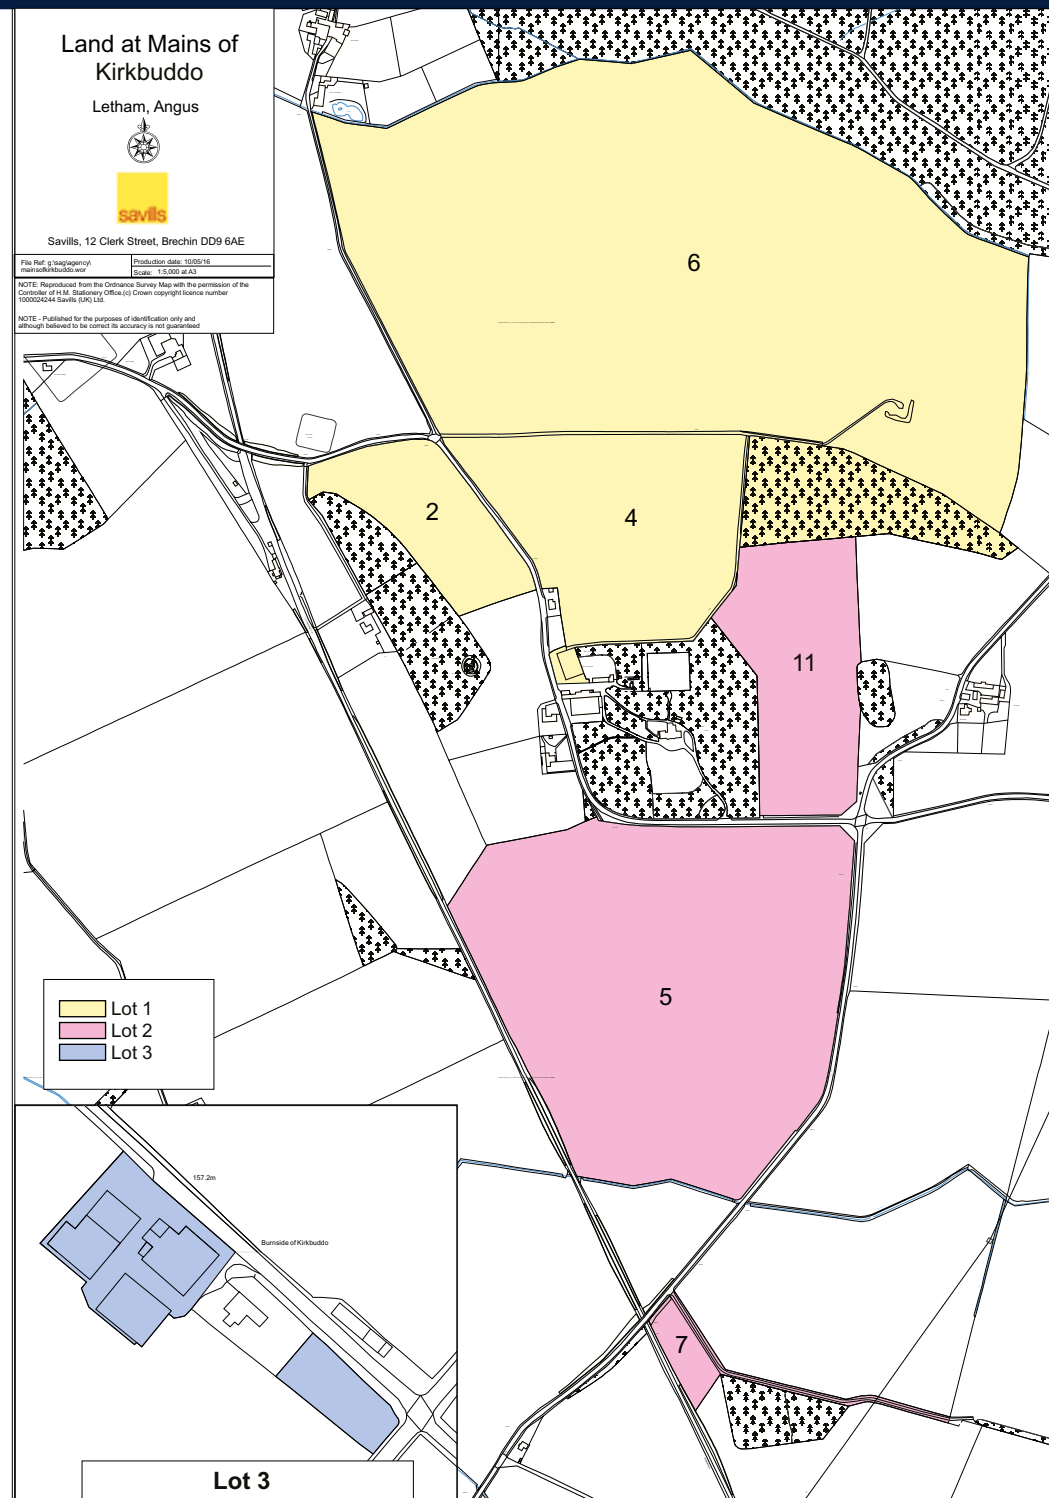 Land at Mains of
Kirkbuddo
Letham, Angus
savills
Savills, 12 Clerk Street, Brechin DD9 6AE
File Ref: g:\sag\agency\
mainsofkirkbuddo.wor
Production date: 10/05/16
Scale: 1:5,000 at A3
NOTE: Reproduced from the Ordnance Survey Map with the permission of the
Controller of H.M. Stationery Office.(c) Crown copyright licence number
1000024244 Savills (UK) Ltd.
NOTE - Published for the purposes of identification only and
although believed to be correct its accuracy is not guaranteed
6
2
4
11
5
7
Lot 1
Lot 2
Lot 3
157.2m
Burnside of Kirkbuddo
Lot 3